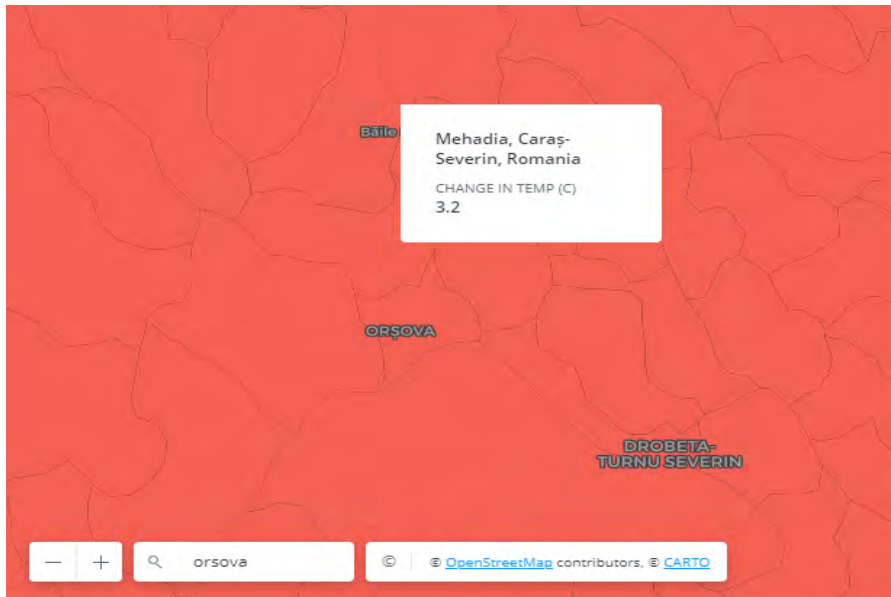 Băile
Mehadia, Caraș-
Severin, Romania
CHANGE IN TEMP (C)
3.2
ORȘOVA
DROBETA-
TURNU SEVERIN
orsova
© © OpenStreetMap contributors, © CARTO